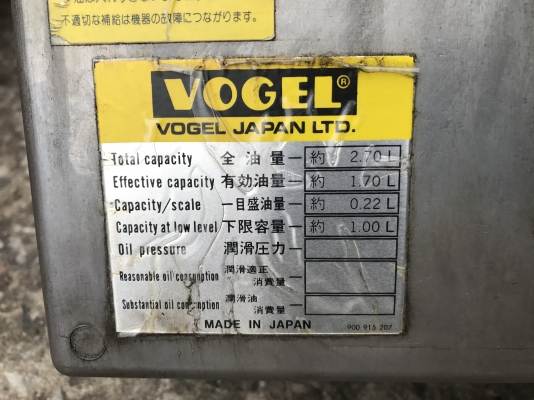 不適切な補給は機器の故障につながります。
VOGEL®
VOGEL JAPAN LTD.
Total capacity 全油量 約 2.70 L
Effective capacity 有効油量 約 1.70 L
Capacity/scale 一目盛油量 約 0.22 L
Capacity at low level 下限容量 約 1.00 L
Oil pressure 潤滑圧力
Reasonable oil consumption 潤滑適正消費量
Substantial oil consumption 潤滑油消費量
MADE IN JAPAN 900 915 207